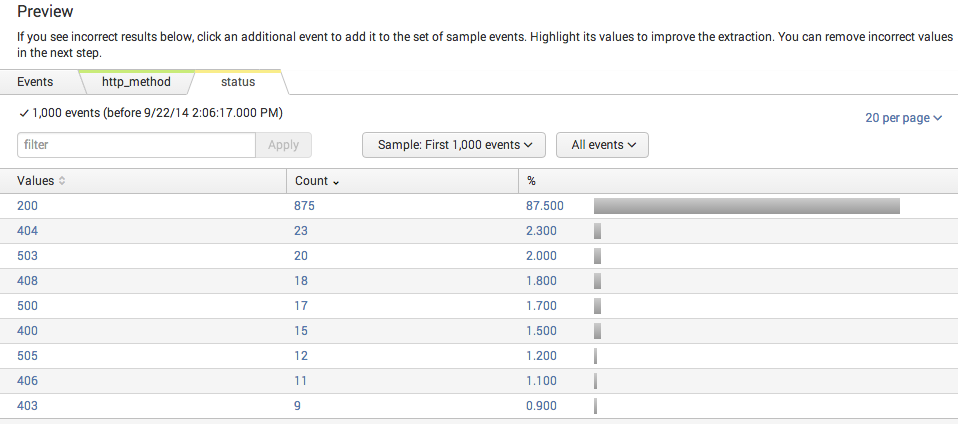 Preview
If you see incorrect results below, click an additional event to add it to the set of sample events. Highlight its values to improve the extraction. You can remove incorrect values
in the next step.
Events http_method status
✓ 1,000 events (before 9/22/14 2:06:17.000 PM)
20 per page
filter Apply Sample: First 1,000 events All events
Values Count %
200 875 87.500
404 23 2.300
503 20 2.000
408 18 1.800
500 17 1.700
400 15 1.500
505 12 1.200
406 11 1.100
403 9 0.900